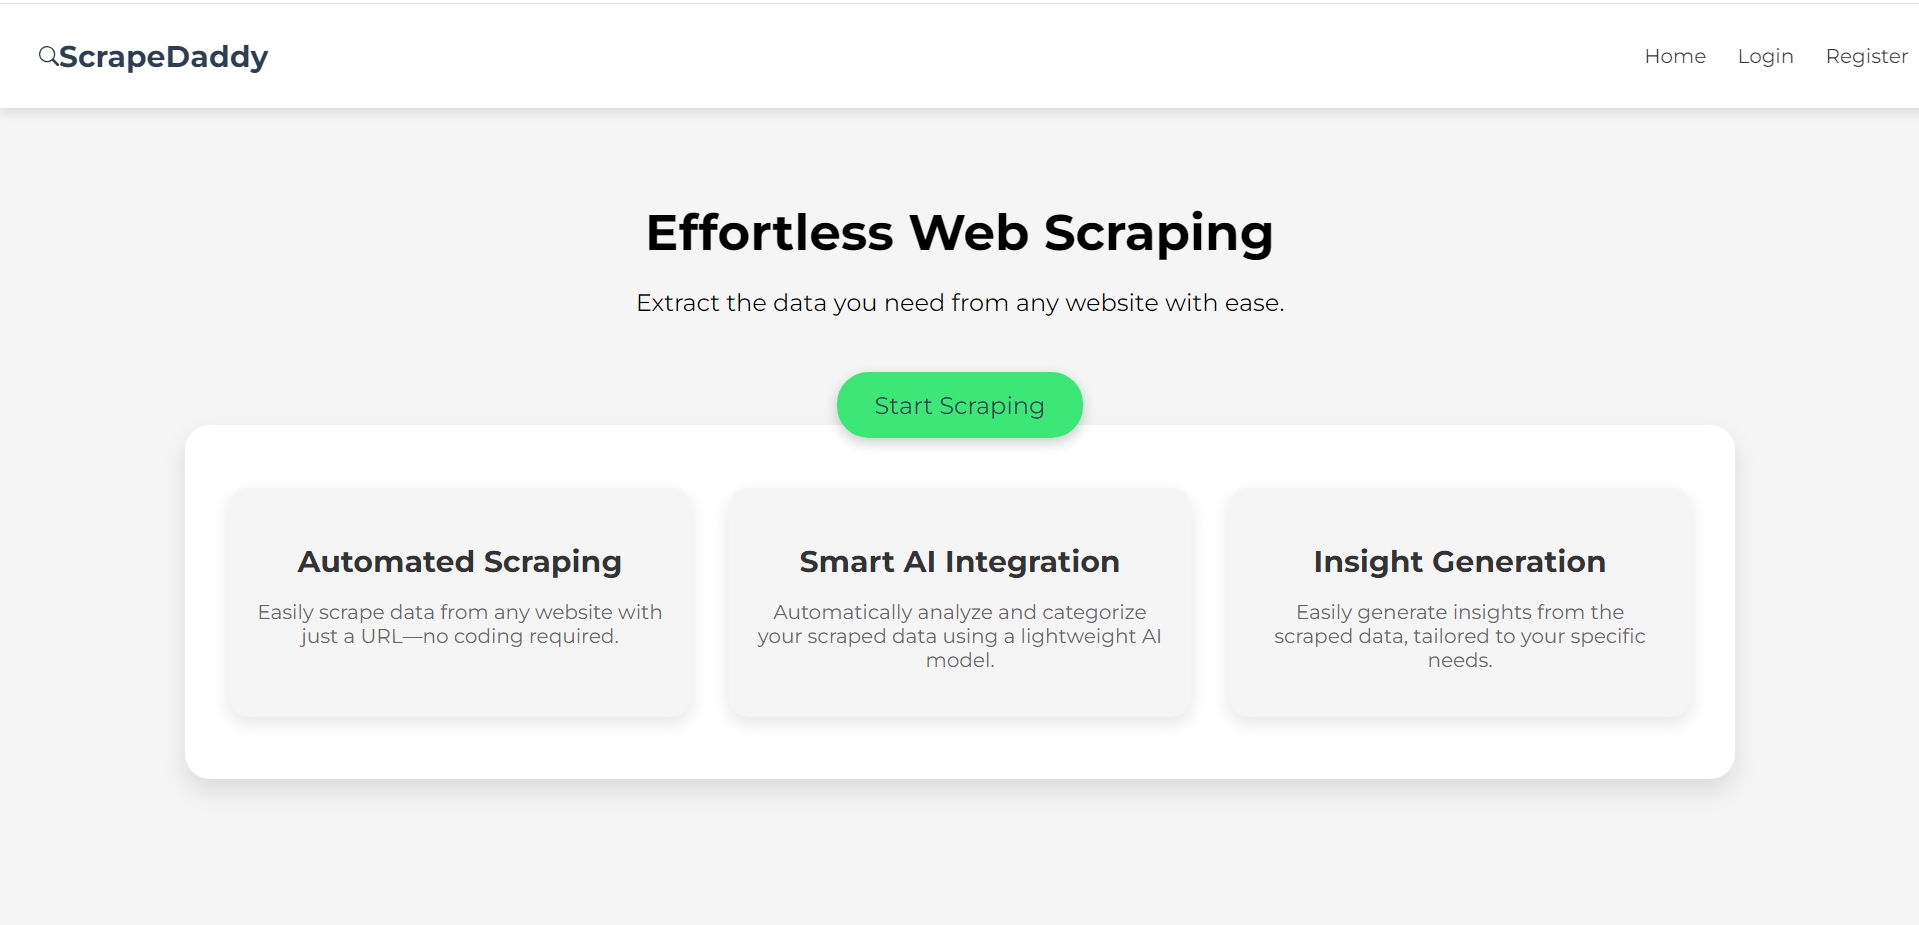 ScrapeDaddy
Home Login Register
Effortless Web Scraping
Extract the data you need from any website with ease.
Start Scraping
Automated Scraping
Easily scrape data from any website with
just a URL—no coding required.
Smart AI Integration
Automatically analyze and categorize
your scraped data using a lightweight AI
model.
Insight Generation
Easily generate insights from the
scraped data, tailored to your specific
needs.